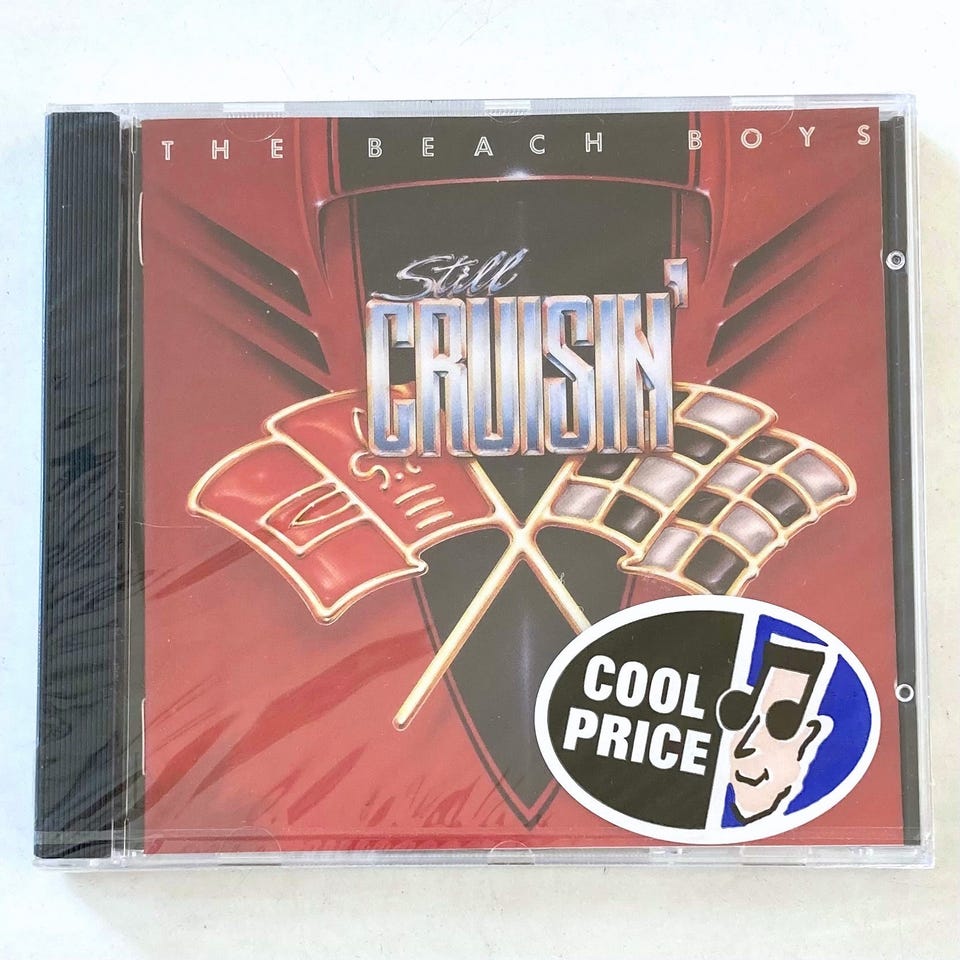 THE BEACH BOYS
Still
CRUISIN'
COOL
PRICE